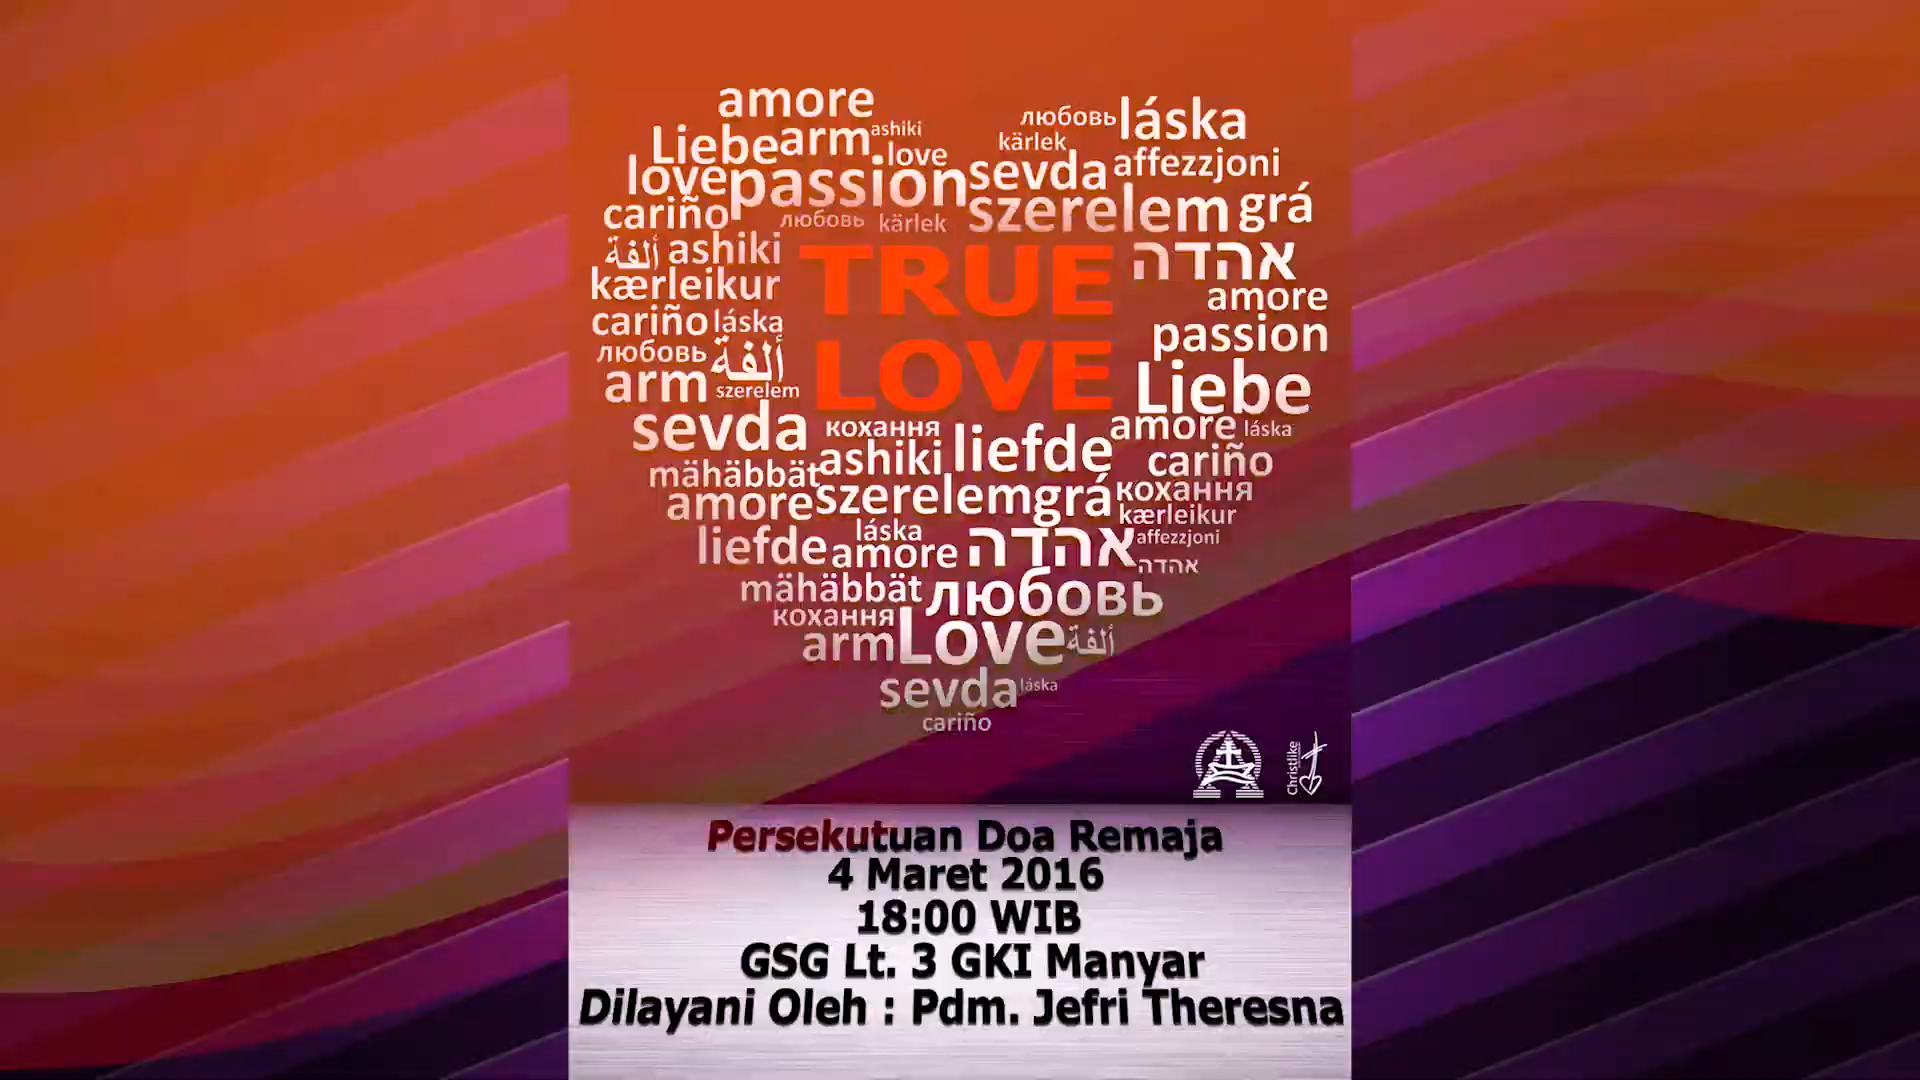 amore
любовь láska
Liebe arm ashiki
kärlek
love
love passion sevda affezzjoni
cariño любовь kärlek szerelem grá
ألفة ashiki
TRUE
אהדה
kærleikur
amore
cariño láska
passion
любовь ألفة
LOVE
arm szerelem
Liebe
sevda кохання
amore láska
ashiki liefde
mähäbbät
cariño
amore szerelem grá кохання
kærleikur
láska
liefde amore אהדה affezzjoni
אהדה
mähäbbät любовь
кохання
arm Love ألفة
sevda láska
cariño
Christlike
Persekutuan Doa Remaja
4 Maret 2016
18:00 WIB
GSG Lt. 3 GKI Manyar
Dilayani Oleh : Pdm. Jefri Theresna